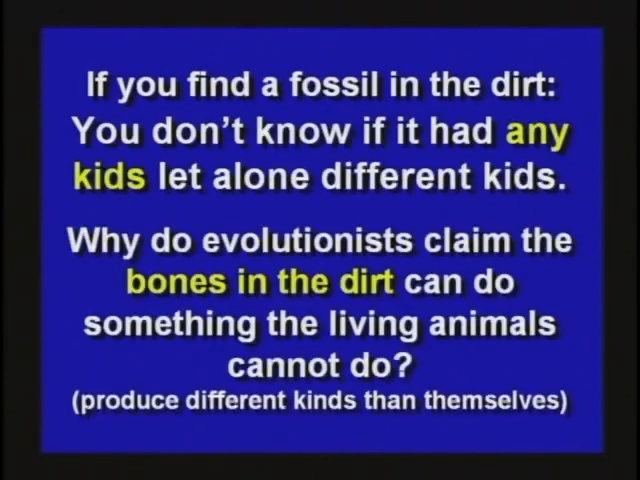 If you find a fossil in the dirt:
You don't know if it had any
kids let alone different kids.
Why do evolutionists claim the
bones in the dirt can do
something the living animals
cannot do?
(produce different kinds than themselves)